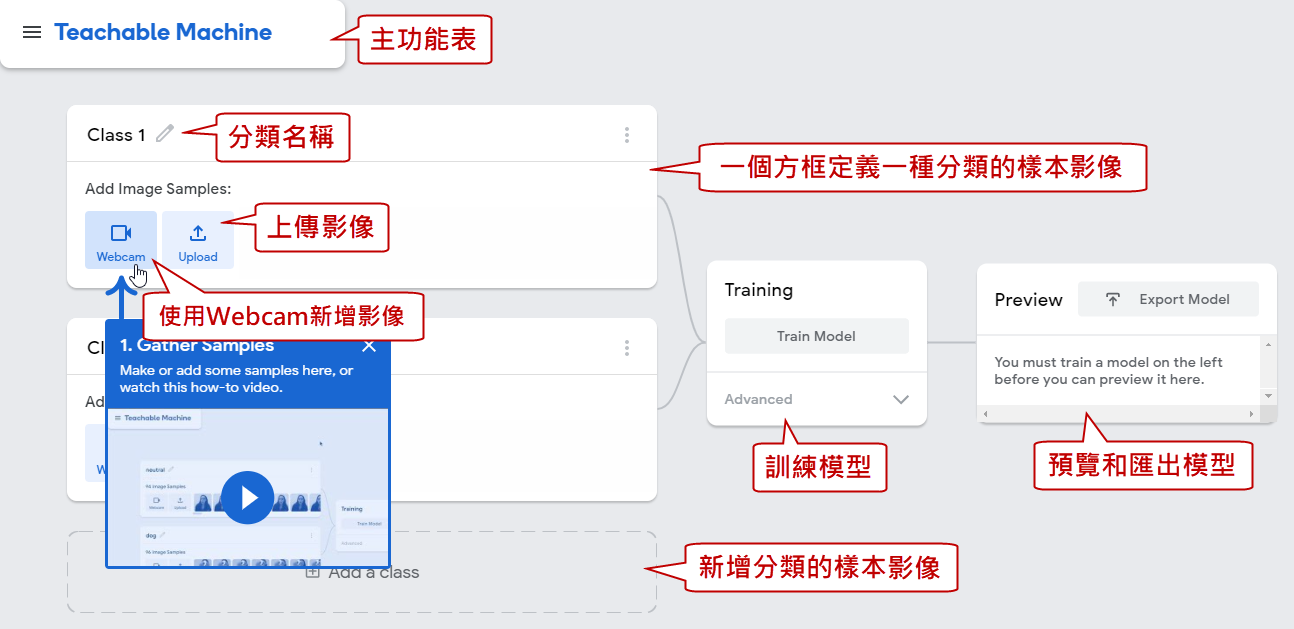 Teachable Machine
主功能表
Class 1
分類名稱
一個方框定義一種分類的樣本影像
Add Image Samples:
上傳影像
Webcam
Upload
使用Webcam新增影像
Cl
1. Gather Samples
Make or add some samples here, or
watch this how-to video.
Ad
W
Teachable Machine
neutral
96 Image Samples
Webcam
Upload
dog
96 Image Samples
Training
Train Model
Advanced
Training
Train Model
Advanced
訓練模型
Preview
Export Model
You must train a model on the left
before you can preview it here.
預覽和匯出模型
Add a class
新增分類的樣本影像